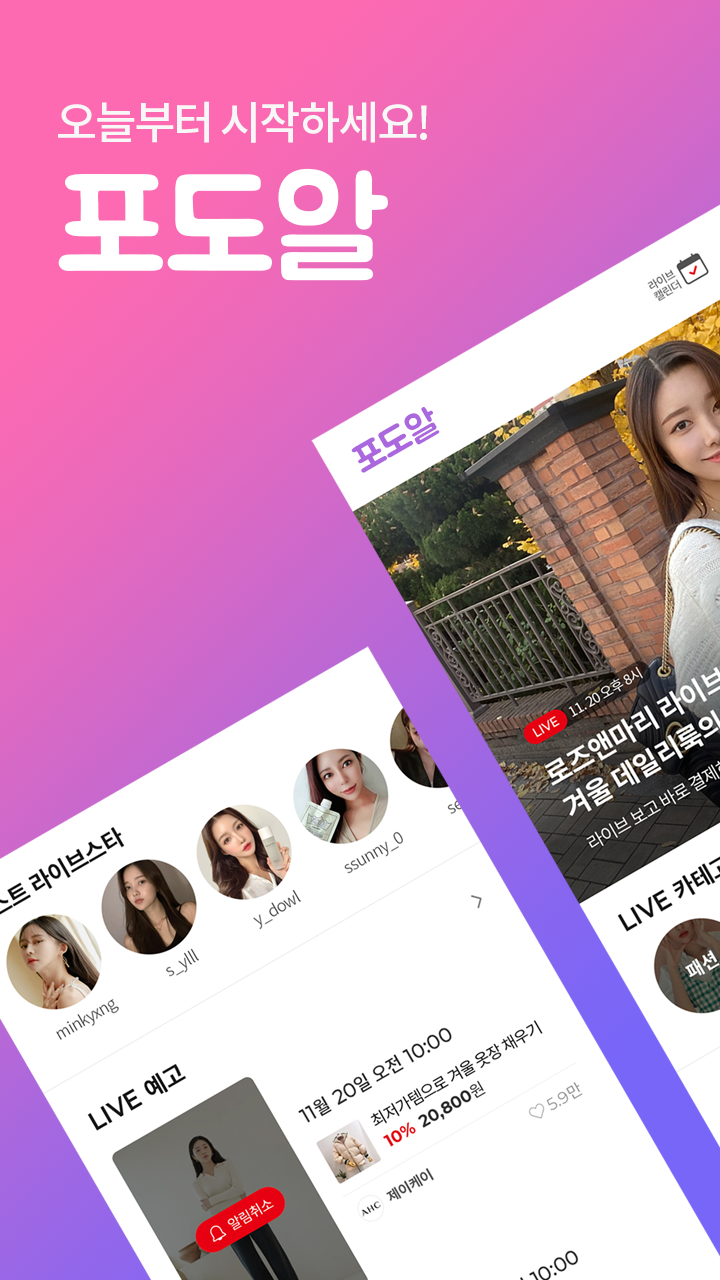 오늘부터 시작하세요!
포도알
라이브
캘린더
포도알
LIVE 11. 20 오후 8시
로즈앤마리 라이브
겨울 데일리룩의
라이브 보고 바로 결제
LIVE 카테고
패션
스트 라이브스타
minkyxng
s_ylll
y_dowl
ssunny_0
se
LIVE 예고
알림취소
11월 20일 오전 10:00
최저가템으로 겨울 옷장 채우기
10% 20,800원
5.9만
AHC 제이케이
10:00